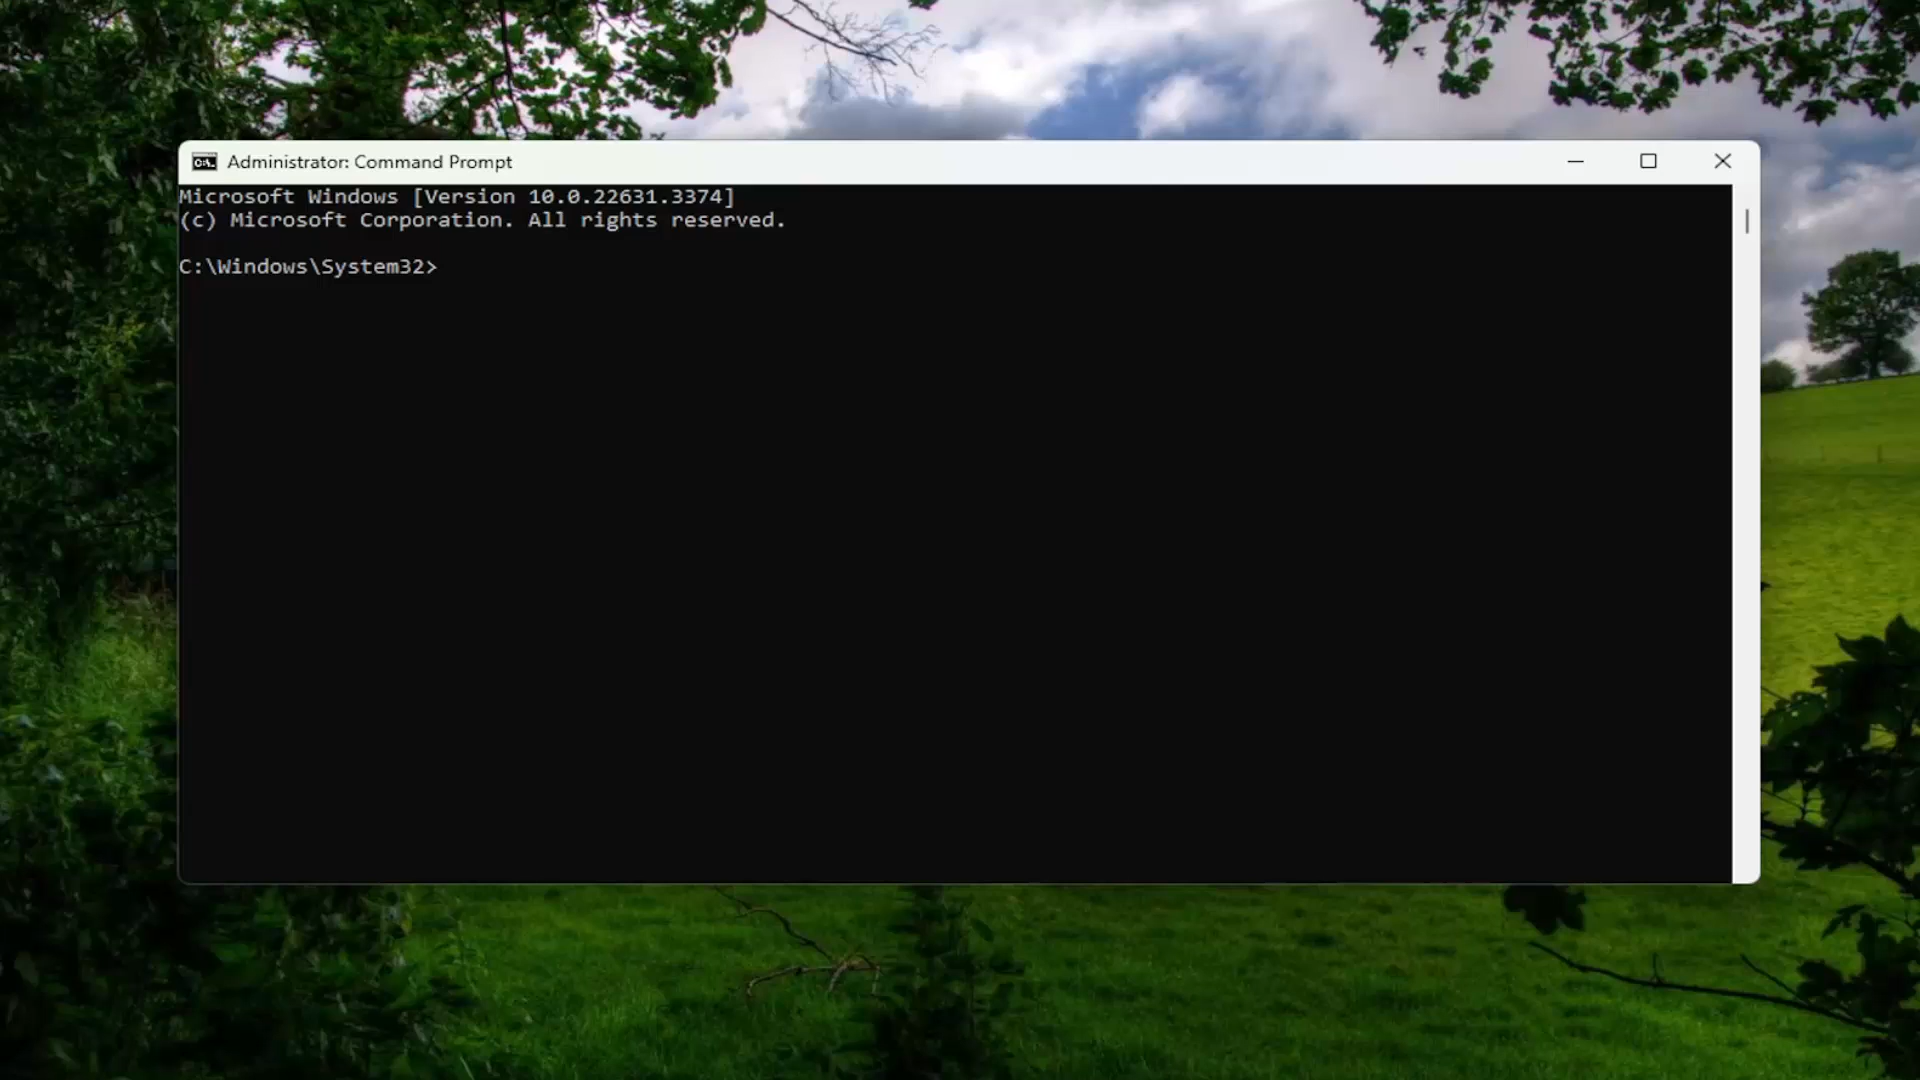 Administrator: Command Prompt
Microsoft Windows [Version 10.0.22631.3374]
(c) Microsoft Corporation. All rights reserved.
C:\Windows\System32>